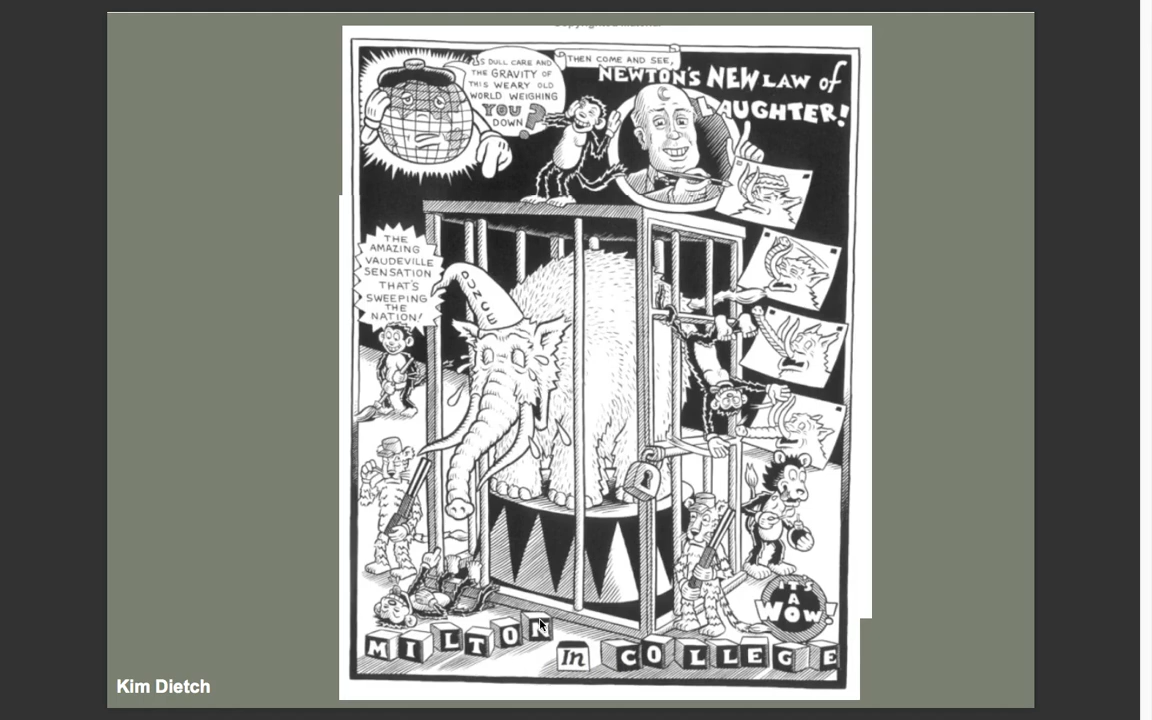 IS DULL CARE AND
THE GRAVITY OF
THIS WEARY OLD
WORLD WEIGHING
YOU
DOWN?
THEN COME AND SEE,
NEWTON'S NEW LAW of
LAUGHTER!
THE
AMAZING
VAUDEVILLE
SENSATION
THAT'S
SWEEPING
THE
NATION!
DUNCE
IT'S
A
WOW!
MILTON In COLLEGE
Kim Dietch